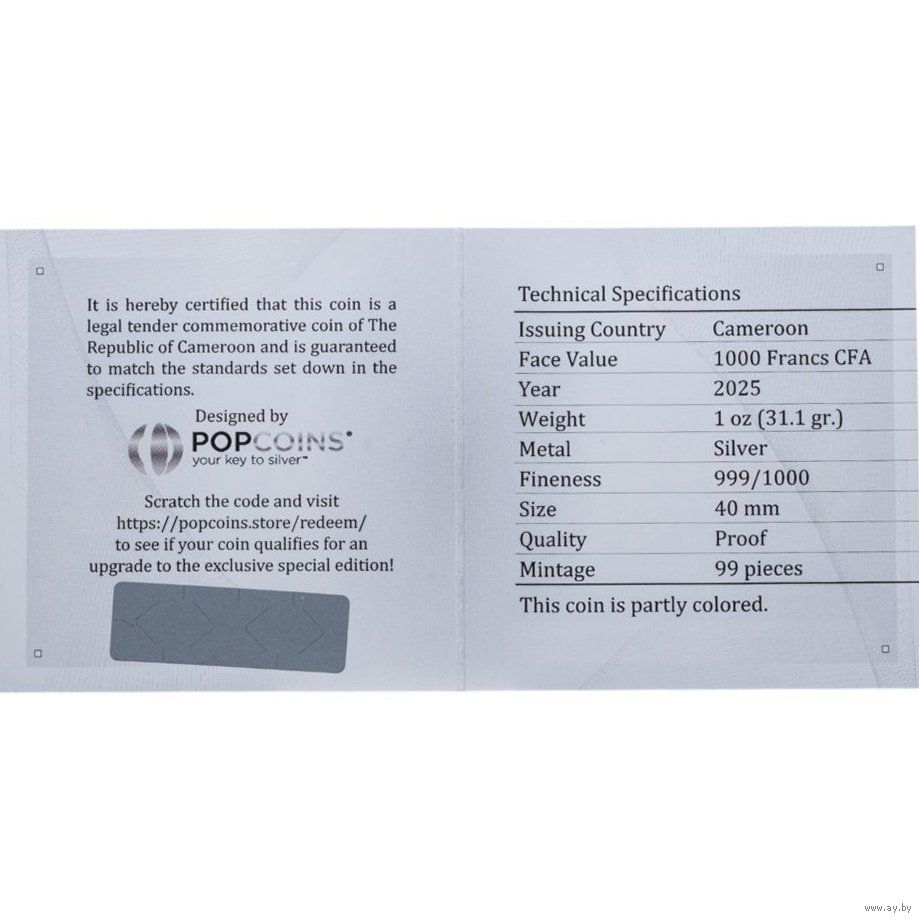 It is hereby certified that this coin is a
legal tender commemorative coin of The
Republic of Cameroon and is guaranteed
to match the standards set down in the
specifications.
Designed by
POPCOINS®
your key to silver™
Scratch the code and visit
https://popcoins.store/redeem/
to see if your coin qualifies for an
upgrade to the exclusive special edition!
Technical Specifications
Issuing Country Cameroon
Face Value 1000 Francs CFA
Year 2025
Weight 1 oz (31.1 gr.)
Metal Silver
Fineness 999/1000
Size 40 mm
Quality Proof
Mintage 99 pieces
This coin is partly colored.
www.ay.by